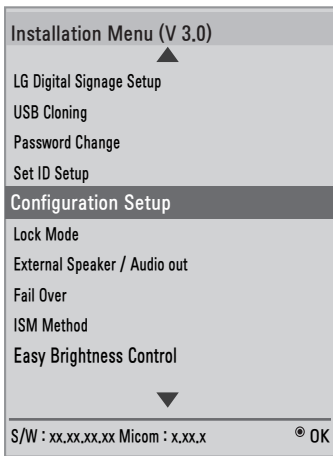 Installation Menu (V 3.0)
LG Digital Signage Setup
USB Cloning
Password Change
Set ID Setup
Configuration Setup
Lock Mode
External Speaker / Audio out
Fail Over
ISM Method
Easy Brightness Control
S/W : xx.xx.xx.xx Micom : x.xx.x ◉ OK